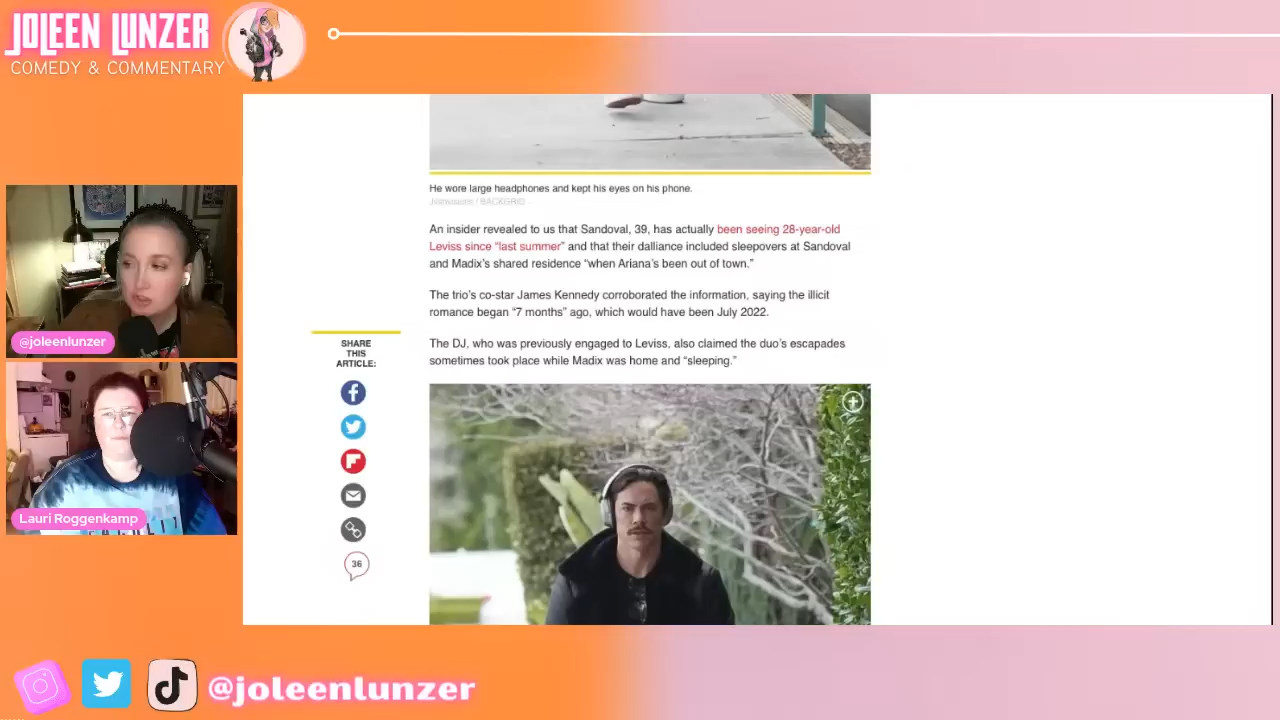 JOLEEN LUNZER
COMEDY & COMMENTARY
He wore large headphones and kept his eyes on his phone.
/ BACKGRID
An insider revealed to us that Sandoval, 39, has actually been seeing 28-year-old
Leviss since “last summer” and that their dalliance included sleepovers at Sandoval
and Madix’s shared residence “when Ariana’s been out of town.”
The trio’s co-star James Kennedy corroborated the information, saying the illicit
romance began “7 months” ago, which would have been July 2022.
The DJ, who was previously engaged to Leviss, also claimed the duo’s escapades
sometimes took place while Madix was home and “sleeping.”
SHARE
THIS
ARTICLE:
36
@joleenlunzer
Lauri Roggenkamp
@joleenlunzer